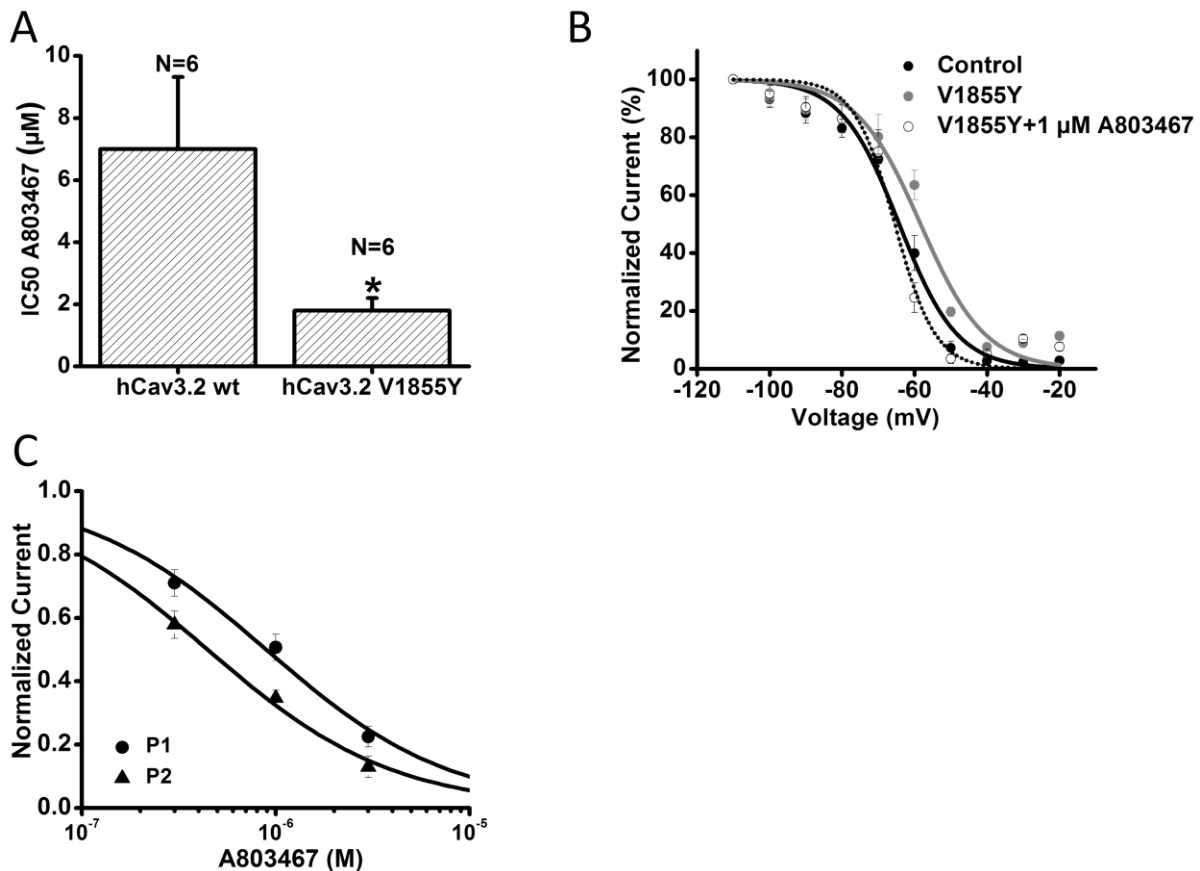 A
IC50 A803467 (µM)
10
8
6
4
2
0
N=6
N=6
*
hCav3.2 wt
hCav3.2 V1855Y
B
Normalized Current (%)
100
80
60
40
20
0
Control
V1855Y
V1855Y+1 µM A803467
-120
-100
-80
-60
-40
-20
Voltage (mV)
C
Normalized Current
1.0
0.8
0.6
0.4
0.2
0.0
P1
P2
10⁻⁷
10⁻⁶
10⁻⁵
A803467 (M)